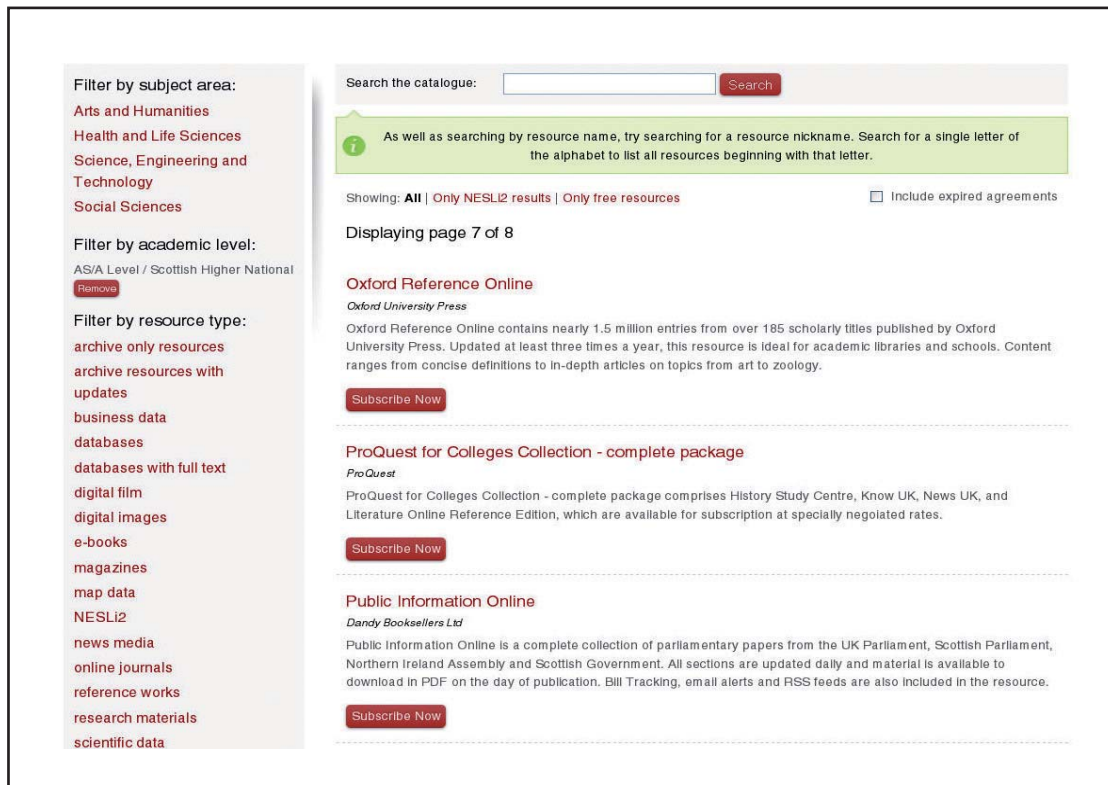 Filter by subject area:
Arts and Humanities
Health and Life Sciences
Science, Engineering and
Technology
Social Sciences
Filter by academic level:
AS/A Level / Scottish Higher National
Remove
Filter by resource type:
archive only resources
archive resources with
updates
business data
databases
databases with full text
digital film
digital images
e-books
magazines
map data
NESLi2
news media
online journals
reference works
research materials
scientific data
Search the catalogue:
Search
As well as searching by resource name, try searching for a resource nickname. Search for a single letter of
the alphabet to list all resources beginning with that letter.
Showing: All | Only NESLi2 results | Only free resources
Include expired agreements
Displaying page 7 of 8
Oxford Reference Online
Oxford University Press
Oxford Reference Online contains nearly 1.5 million entries from over 185 scholarly titles published by Oxford
University Press. Updated at least three times a year, this resource is ideal for academic libraries and schools. Content
ranges from concise definitions to in-depth articles on topics from art to zoology.
Subscribe Now
ProQuest for Colleges Collection - complete package
ProQuest
ProQuest for Colleges Collection - complete package comprises History Study Centre, Know UK, News UK, and
Literature Online Reference Edition, which are available for subscription at specially negoiated rates.
Subscribe Now
Public Information Online
Dandy Booksellers Ltd
Public Information Online is a complete collection of parliamentary papers from the UK Parliament, Scottish Parliament,
Northern Ireland Assembly and Scottish Government. All sections are updated daily and material is available to
download in PDF on the day of publication. Bill Tracking, email alerts and RSS feeds are also included in the resource.
Subscribe Now